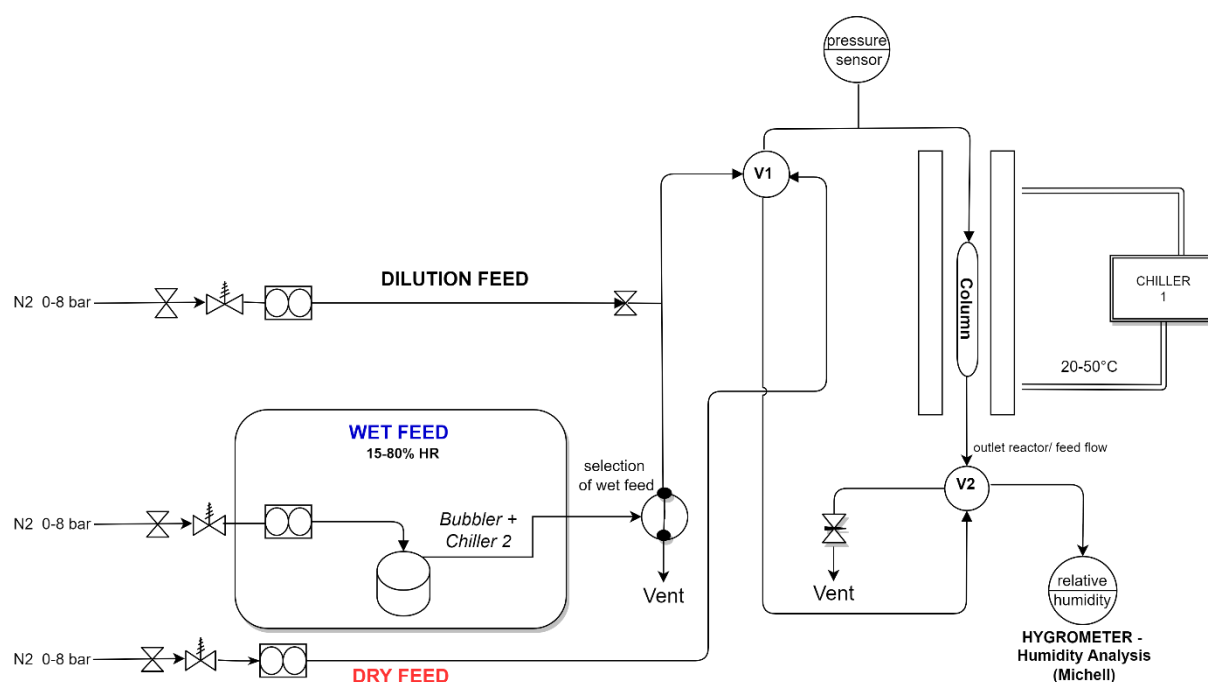 pressure
sensor
V1
DILUTION FEED
N2 0-8 bar
Column
CHILLER
1
20-50°C
WET FEED
15-80% HR
selection
of wet feed
outlet reactor/ feed flow
V2
N2 0-8 bar
Bubbler +
Chiller 2
Vent
Vent
relative
humidity
HYGROMETER -
Humidity Analysis
(Michell)
N2 0-8 bar
DRY FEED